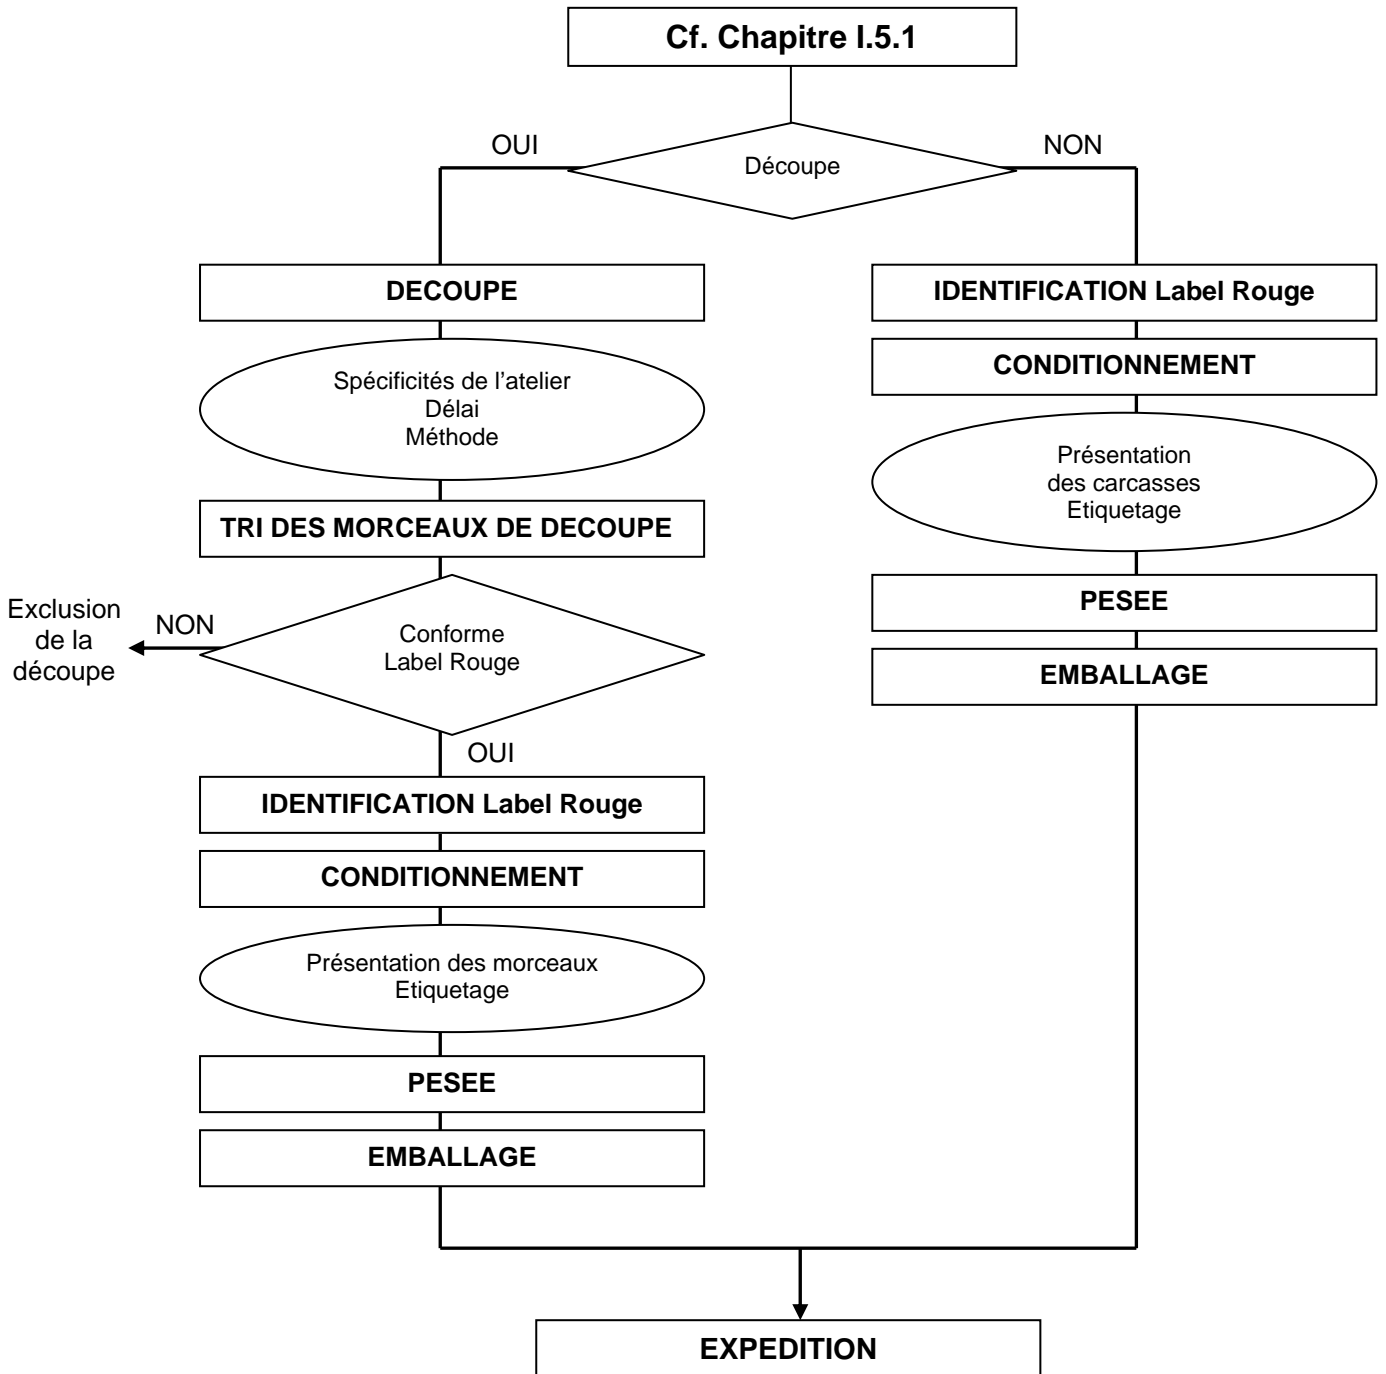 Cf. Chapitre I.5.1
OUI
NON
Découpe
DECOUPE
Spécificités de l’atelier
Délai
Méthode
TRI DES MORCEAUX DE DECOUPE
Exclusion
de la
découpe
NON
Conforme
Label Rouge
OUI
IDENTIFICATION Label Rouge
CONDITIONNEMENT
Présentation des morceaux
Etiquetage
PESEE
EMBALLAGE
IDENTIFICATION Label Rouge
CONDITIONNEMENT
Présentation
des carcasses
Etiquetage
PESEE
EMBALLAGE
EXPEDITION